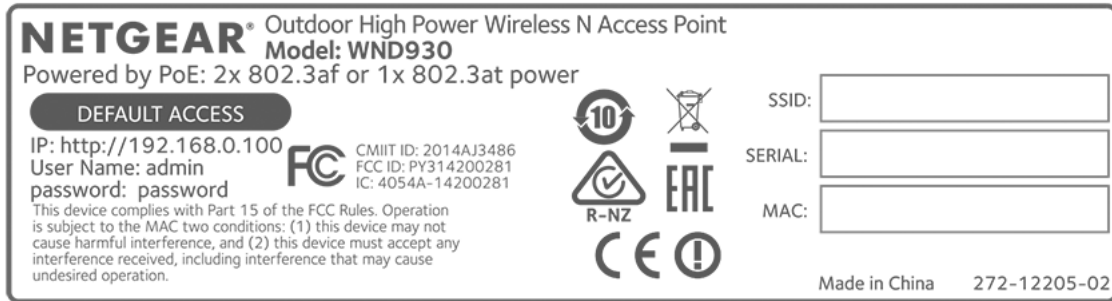 NETGEAR® Outdoor High Power Wireless N Access Point
Model: WND930
Powered by PoE: 2x 802.3af or 1x 802.3at power
DEFAULT ACCESS
IP: http://192.168.0.100
User Name: admin
password: password
FC
CMIIT ID: 2014AJ3486
FCC ID: PY314200281
IC: 4054A-14200281
This device complies with Part 15 of the FCC Rules. Operation
is subject to the MAC two conditions: (1) this device may not
cause harmful interference, and (2) this device must accept any
interference received, including interference that may cause
undesired operation.
10
R-NZ
EAC
CE
SSID:
SERIAL:
MAC:
Made in China 272-12205-02